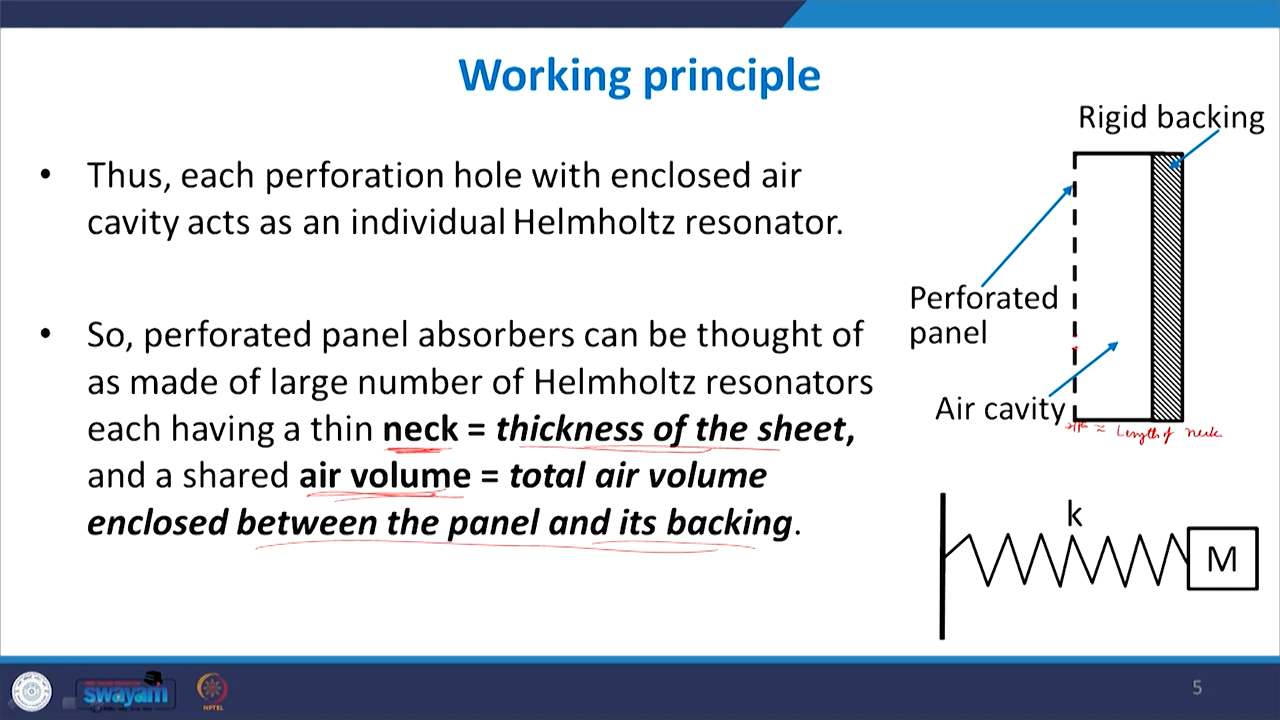 Working principle
• Thus, each perforation hole with enclosed air
cavity acts as an individual Helmholtz resonator.
• So, perforated panel absorbers can be thought of
as made of large number of Helmholtz resonators
each having a thin neck = thickness of the sheet,
and a shared air volume = total air volume
enclosed between the panel and its backing.
Rigid backing
Perforated
panel
Air cavity
≈ Length of neck
k
M
swayam
NPTEL
5